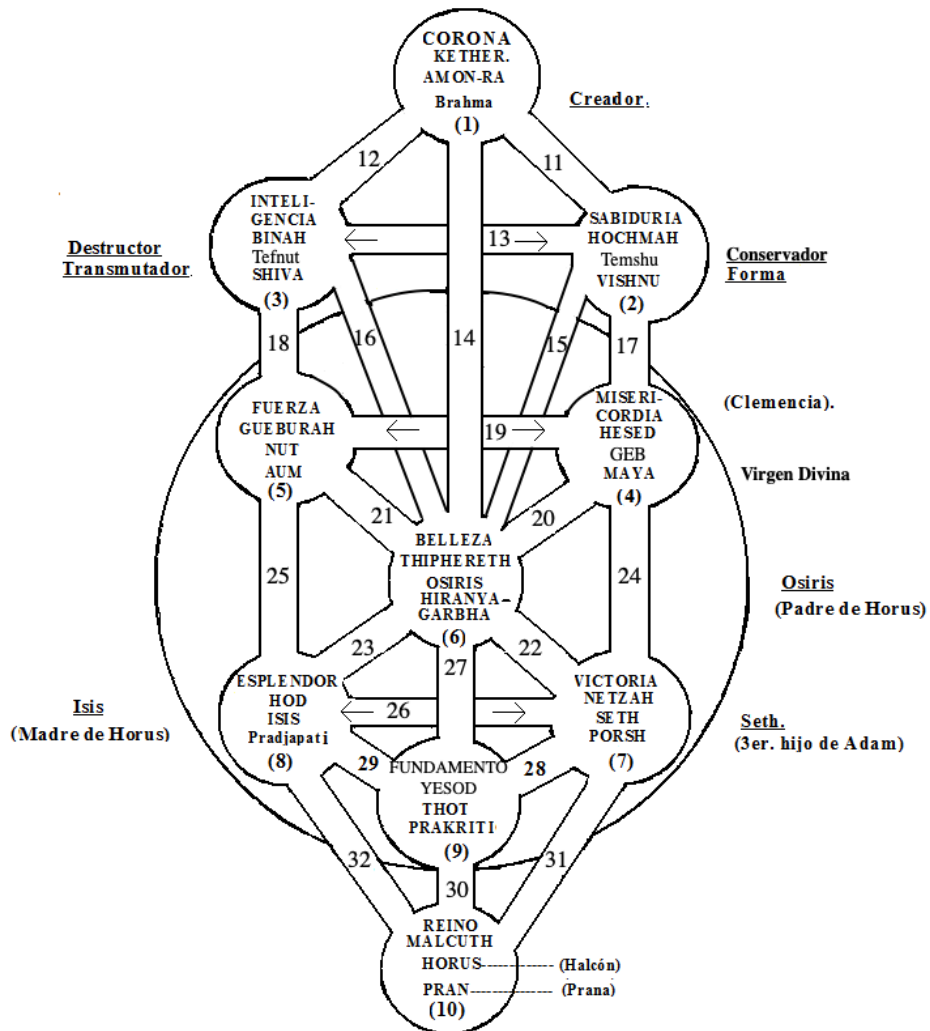 CORONA
KETHER.
AMON-RA
Brahma
(1)
Creador.
12
11
INTELI-
GENCIA
BINAH
Tefnut
SHIVA
(3)
Destructor
Transmutador.
13
SABIDURIA
HOCHMAH
Temshu
VISHNU
(2)
Conservador
Forma
18
16
14
15
17
FUERZA
GUEBURAH
NUT
AUM
(5)
19
MISERI-
CORDIA
HESED
GEB
MAYA
(4)
(Clemencia).
Virgen Divina
21
20
BELLEZA
THIPHERETH
OSIRIS
HIRANYA-
GARBHA
(6)
25
24
Osiris
(Padre de Horus)
23
27
22
ESPLENDOR
HOD
ISIS
Pradjapati
(8)
Isis
(Madre de Horus)
26
VICTORIA
NETZAH
SETH
PORSH
(7)
Seth.
(3er. hijo de Adam)
29
28
FUNDAMENTO
YESOD
THOT
PRAKRITI
(9)
32
30
31
REINO
MALCUTH
HORUS ------------ (Halcón)
PRAN -------------- (Prana)
(10)